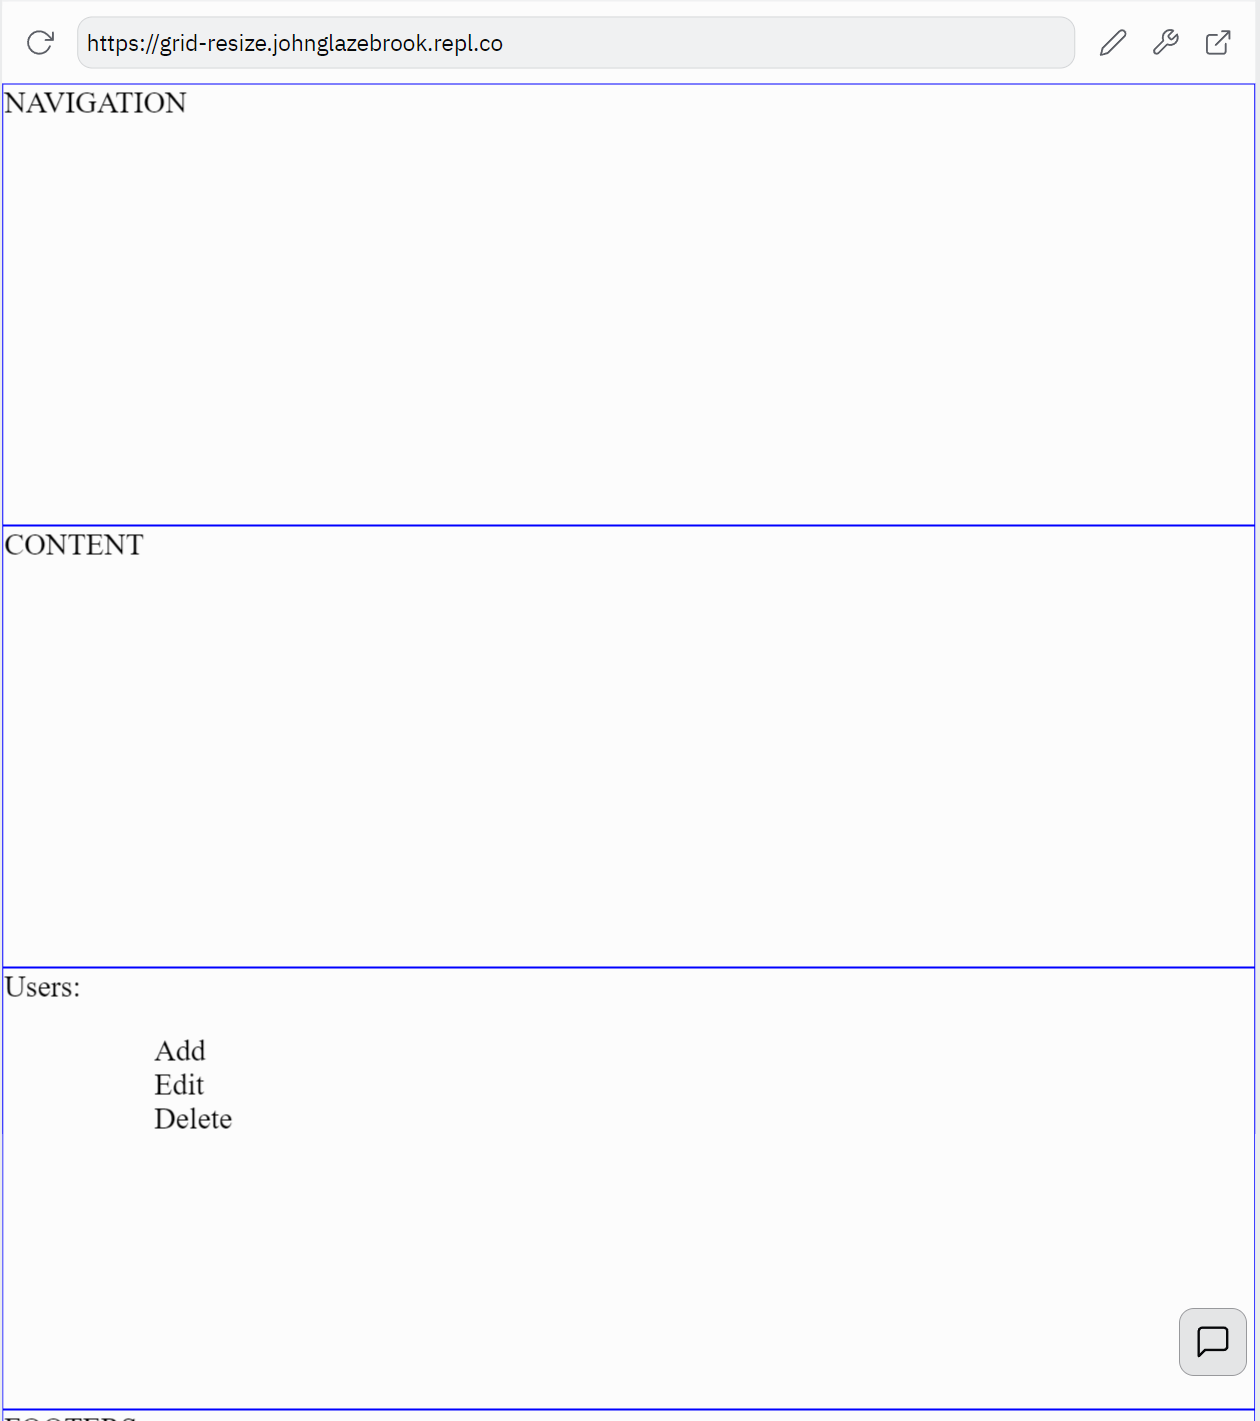 https://grid-resize.johnglazebrook.repl.co
NAVIGATION
CONTENT
Users:
Add
Edit
Delete